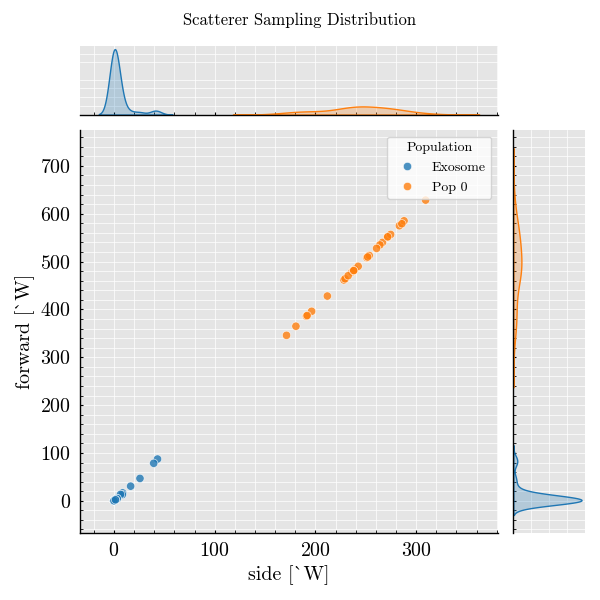 Scatterer Sampling Distribution
Population
Exosome
Pop 0
700
600
500
400
300
200
100
0
forward [`W]
0 100 200 300
side [`W]